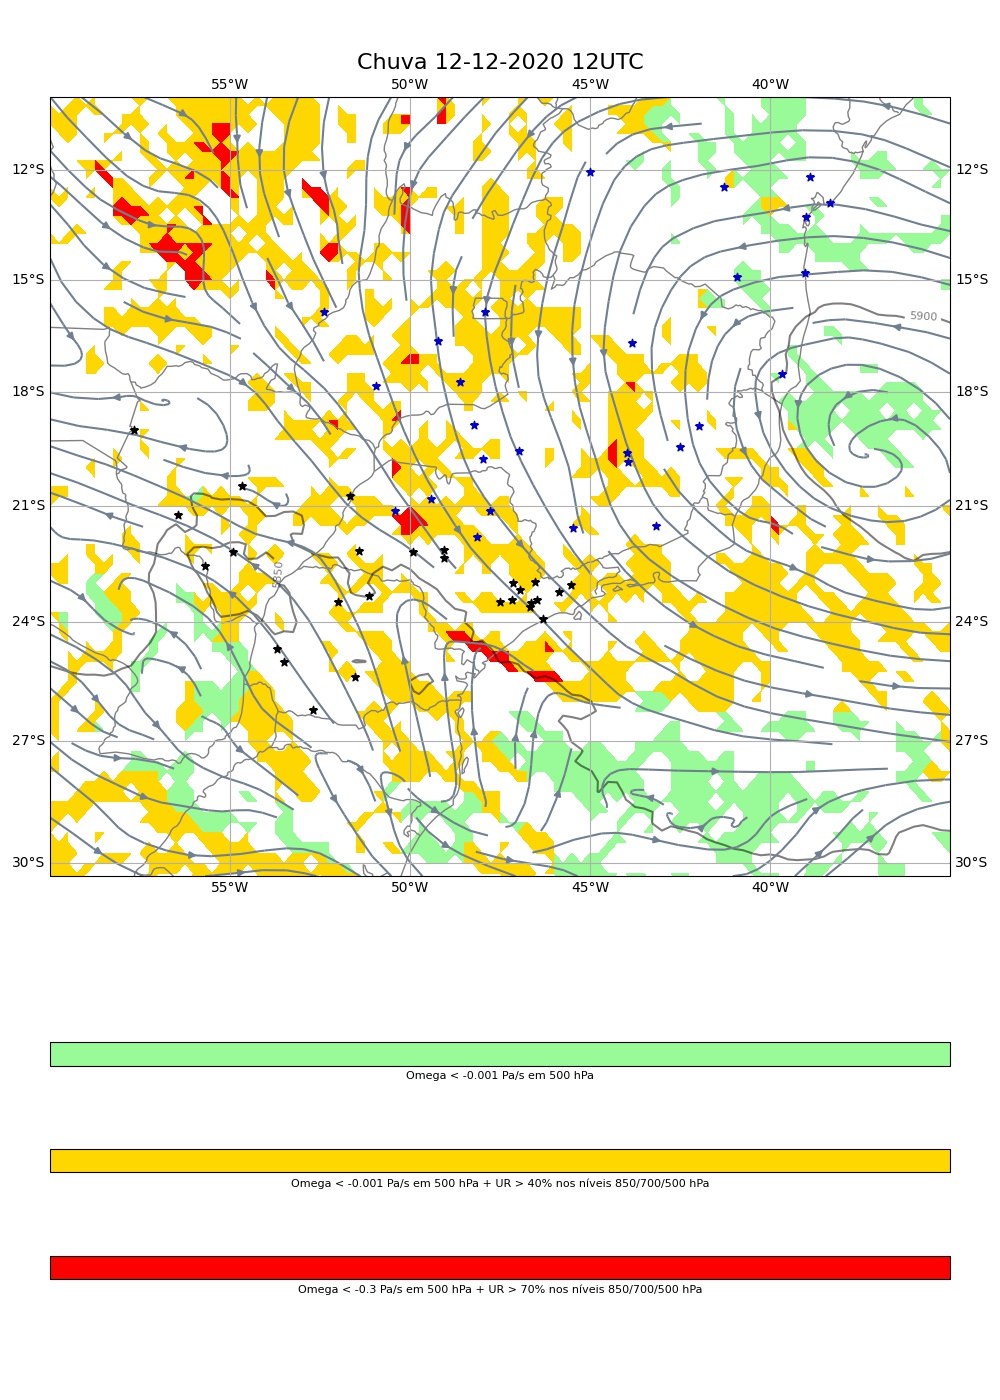 Chuva 12-12-2020 12UTC
55°W 50°W 45°W 40°W
12°S 12°S
15°S 15°S
5900
18°S 18°S
21°S 21°S
5850
24°S 24°S
27°S 27°S
30°S 30°S
55°W 50°W 45°W 40°W
Omega < -0.001 Pa/s em 500 hPa
Omega < -0.001 Pa/s em 500 hPa + UR > 40% nos níveis 850/700/500 hPa
Omega < -0.3 Pa/s em 500 hPa + UR > 70% nos níveis 850/700/500 hPa